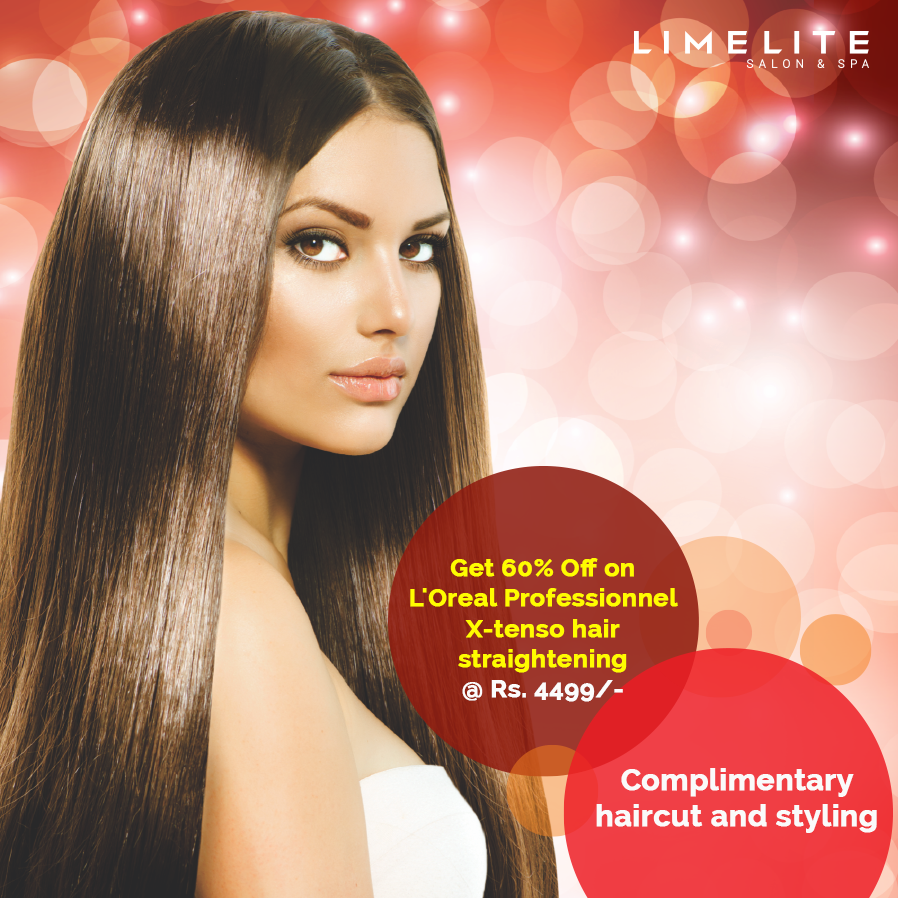 LIMELITE
SALON & SPA
Get 60% Off on
L'Oreal Professionnel
X-tenso hair
straightening
@ Rs. 4499/-
Complimentary
haircut and styling